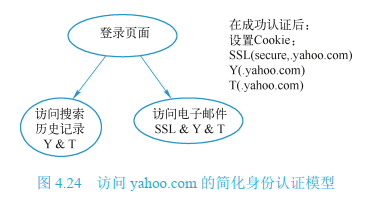 登录页面
在成功认证后：
设置Cookie：
SSL(secure,.yahoo.com)
Y(.yahoo.com)
T(.yahoo.com)
访问搜索
历史记录
Y & T
访问电子邮件
SSL & Y & T
图 4.24 访问 yahoo.com 的简化身份认证模型